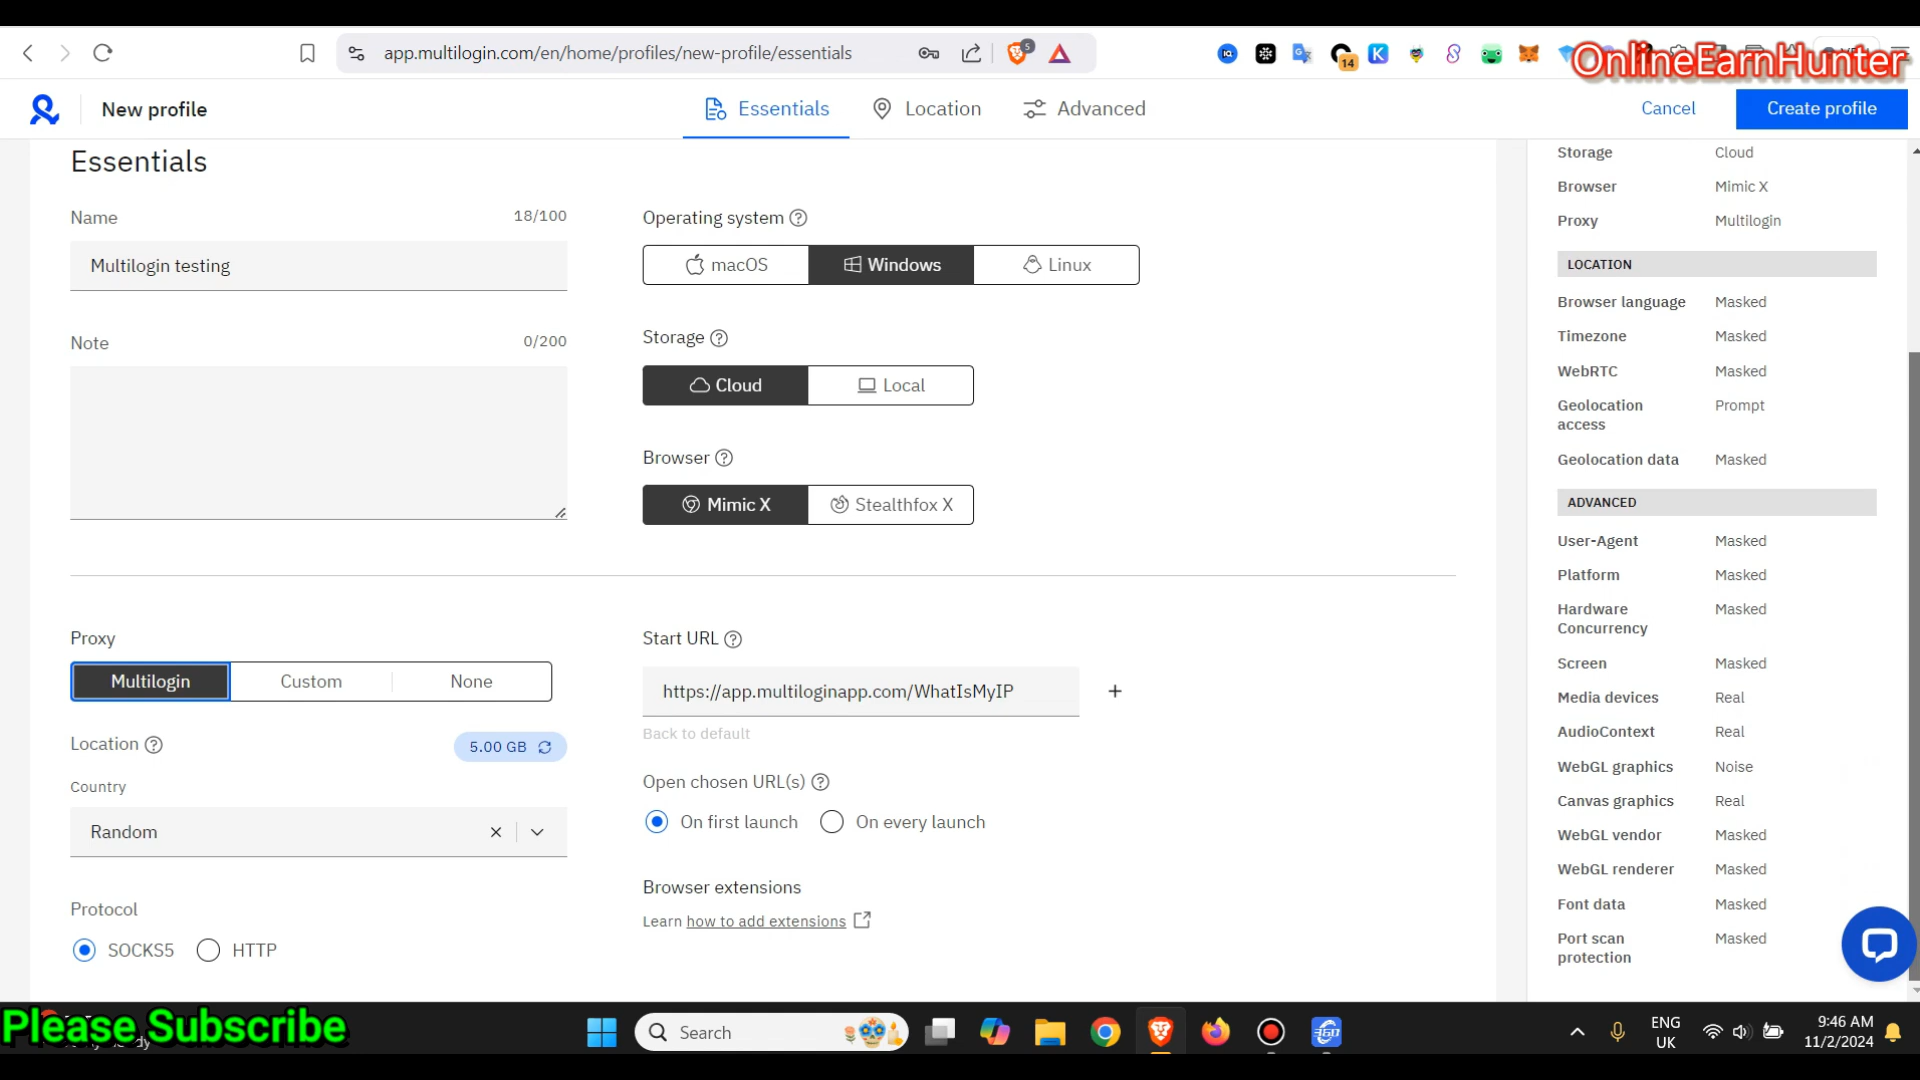 app.multilogin.com/en/home/profiles/new-profile/essentials
5
14
OnlineEarnHunter
New profile
Essentials
Location
Advanced
Cancel
Create profile
Essentials
Name
18/100
Multilogin testing
Note
0/200
Operating system
macOS
Windows
Linux
Storage
Cloud
Local
Browser
Mimic X
Stealthfox X
Proxy
Multilogin
Custom
None
Location
5.00 GB
Country
Random
Protocol
SOCKS5
HTTP
Start URL
https://app.multiloginapp.com/WhatIsMyIP
Back to default
Open chosen URL(s)
On first launch
On every launch
Browser extensions
Learn how to add extensions
Storage Cloud
Browser Mimic X
Proxy Multilogin
LOCATION
Browser language Masked
Timezone Masked
WebRTC Masked
Geolocation Prompt
access
Geolocation data Masked
ADVANCED
User-Agent Masked
Platform Masked
Hardware Masked
Concurrency
Screen Masked
Media devices Real
AudioContext Real
WebGL graphics Noise
Canvas graphics Real
WebGL vendor Masked
WebGL renderer Masked
Font data Masked
Port scan Masked
protection
Please Subscribe
Search
ENG
UK
9:46 AM
11/2/2024